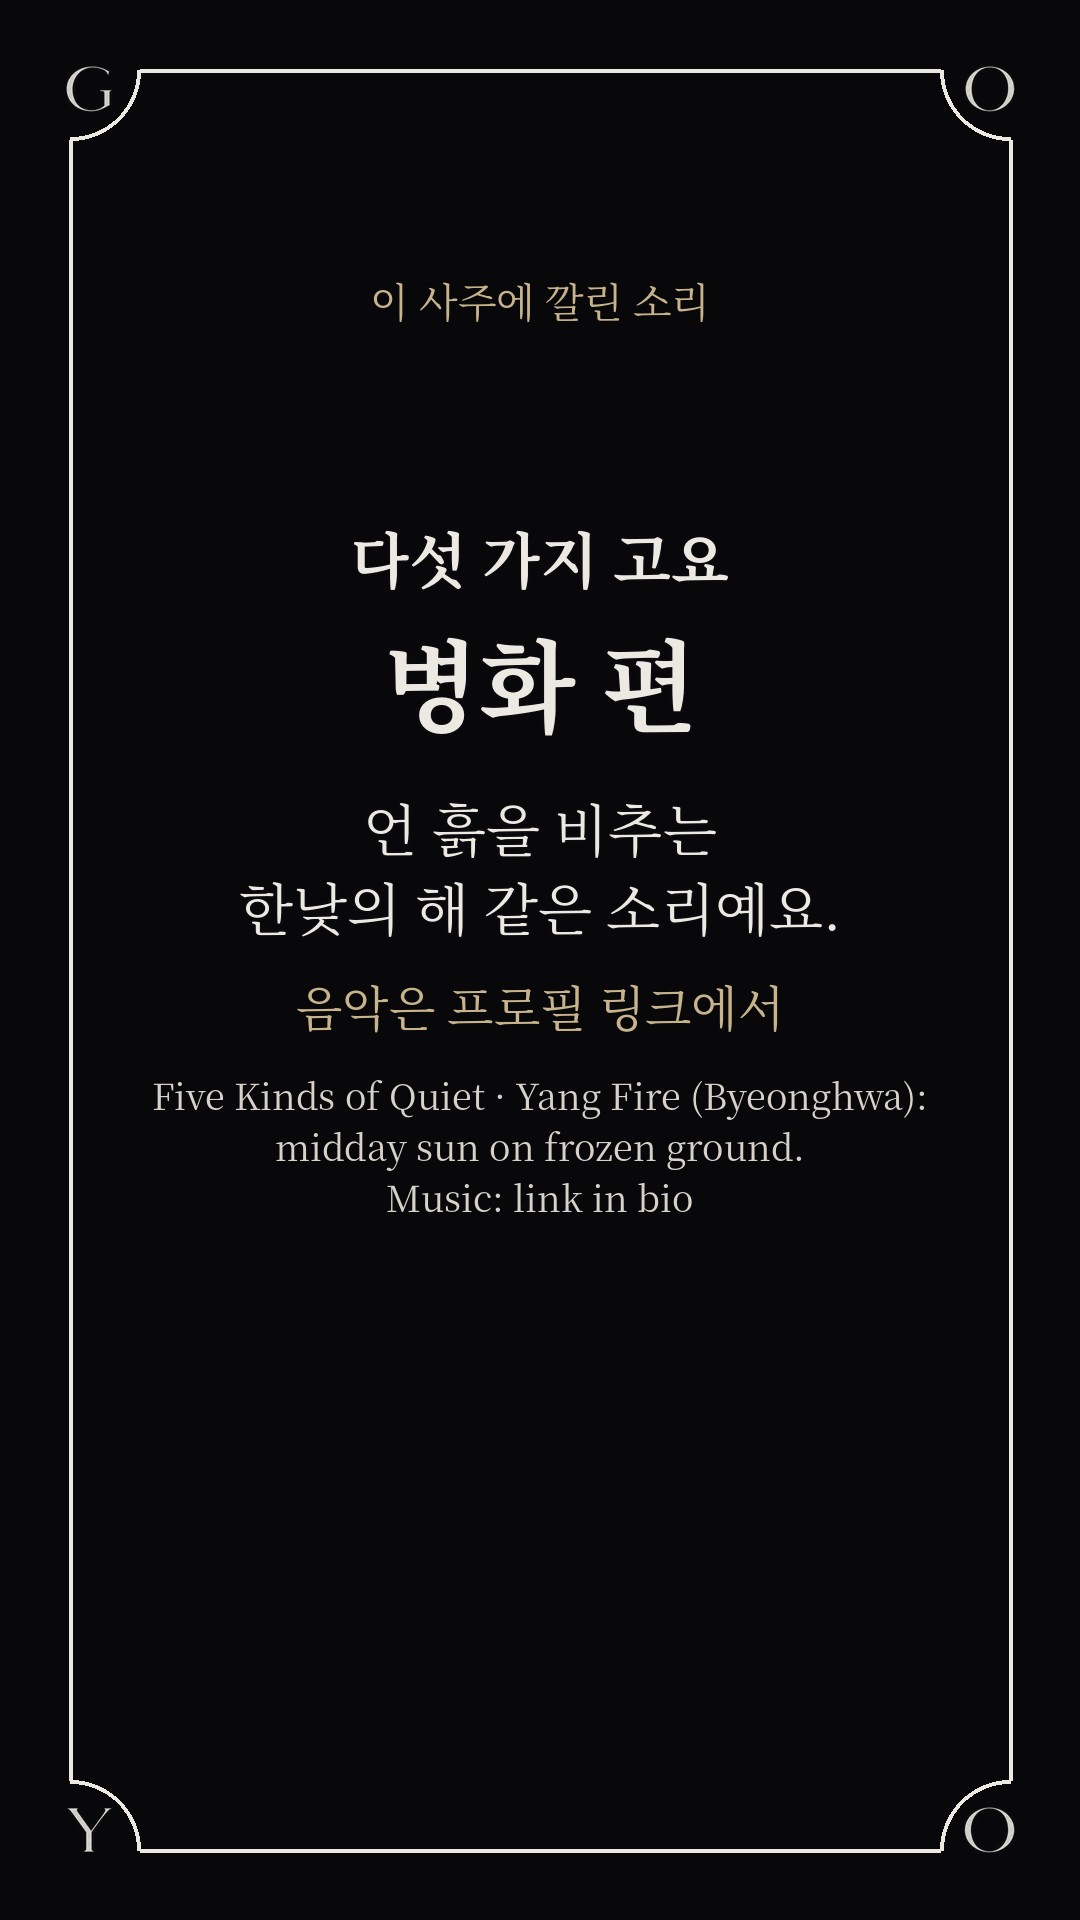 G O
이 사주에 깔린 소리
다섯 가지 고요
병화 편
언 흙을 비추는
한낮의 해 같은 소리예요.
음악은 프로필 링크에서
Five Kinds of Quiet · Yang Fire (Byeonghwa):
midday sun on frozen ground.
Music: link in bio
Y O